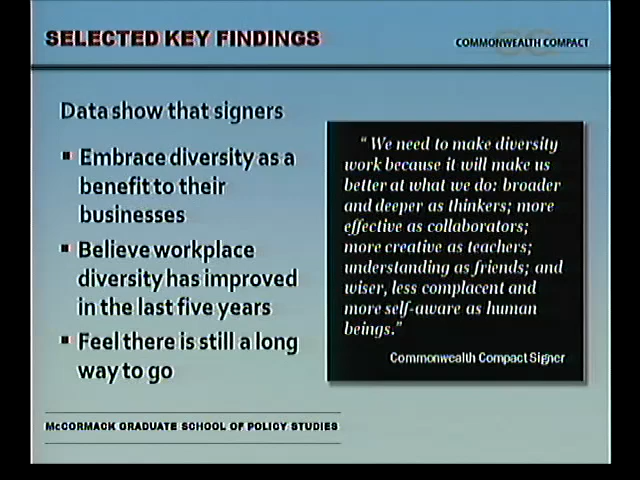 SELECTED KEY FINDINGS
COMMONWEALTH COMPACT
Data show that signers
▪ Embrace diversity as a
benefit to their
businesses
▪ Believe workplace
diversity has improved
in the last five years
▪ Feel there is still a long
way to go
“ We need to make diversity
work because it will make us
better at what we do: broader
and deeper as thinkers; more
effective as collaborators;
more creative as teachers;
understanding as friends; and
wiser, less complacent and
more self-aware as human
beings.”
Commonwealth Compact Signer
McCORMACK GRADUATE SCHOOL OF POLICY STUDIES